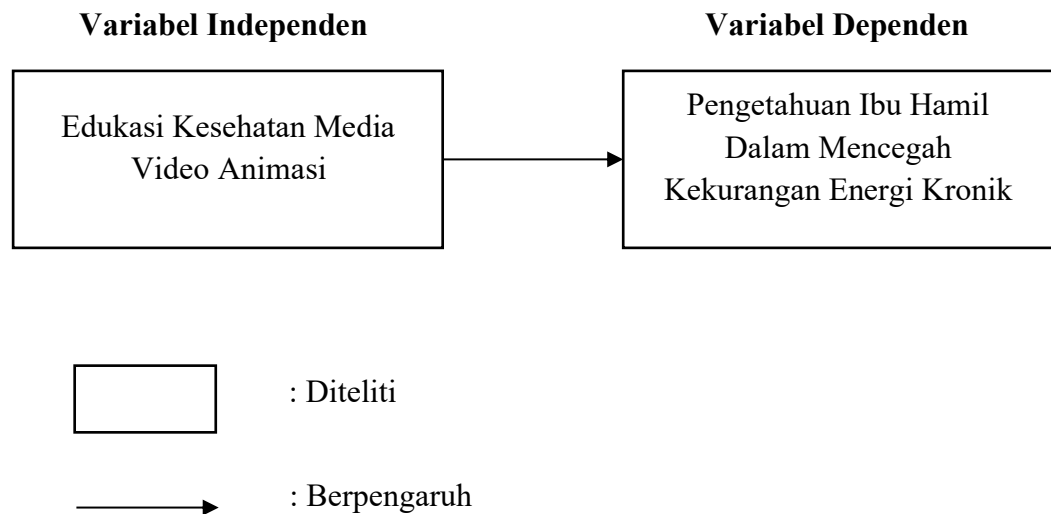 Variabel Independen
Variabel Dependen
Edukasi Kesehatan Media
Video Animasi
Pengetahuan Ibu Hamil
Dalam Mencegah
Kekurangan Energi Kronik
: Diteliti
: Berpengaruh